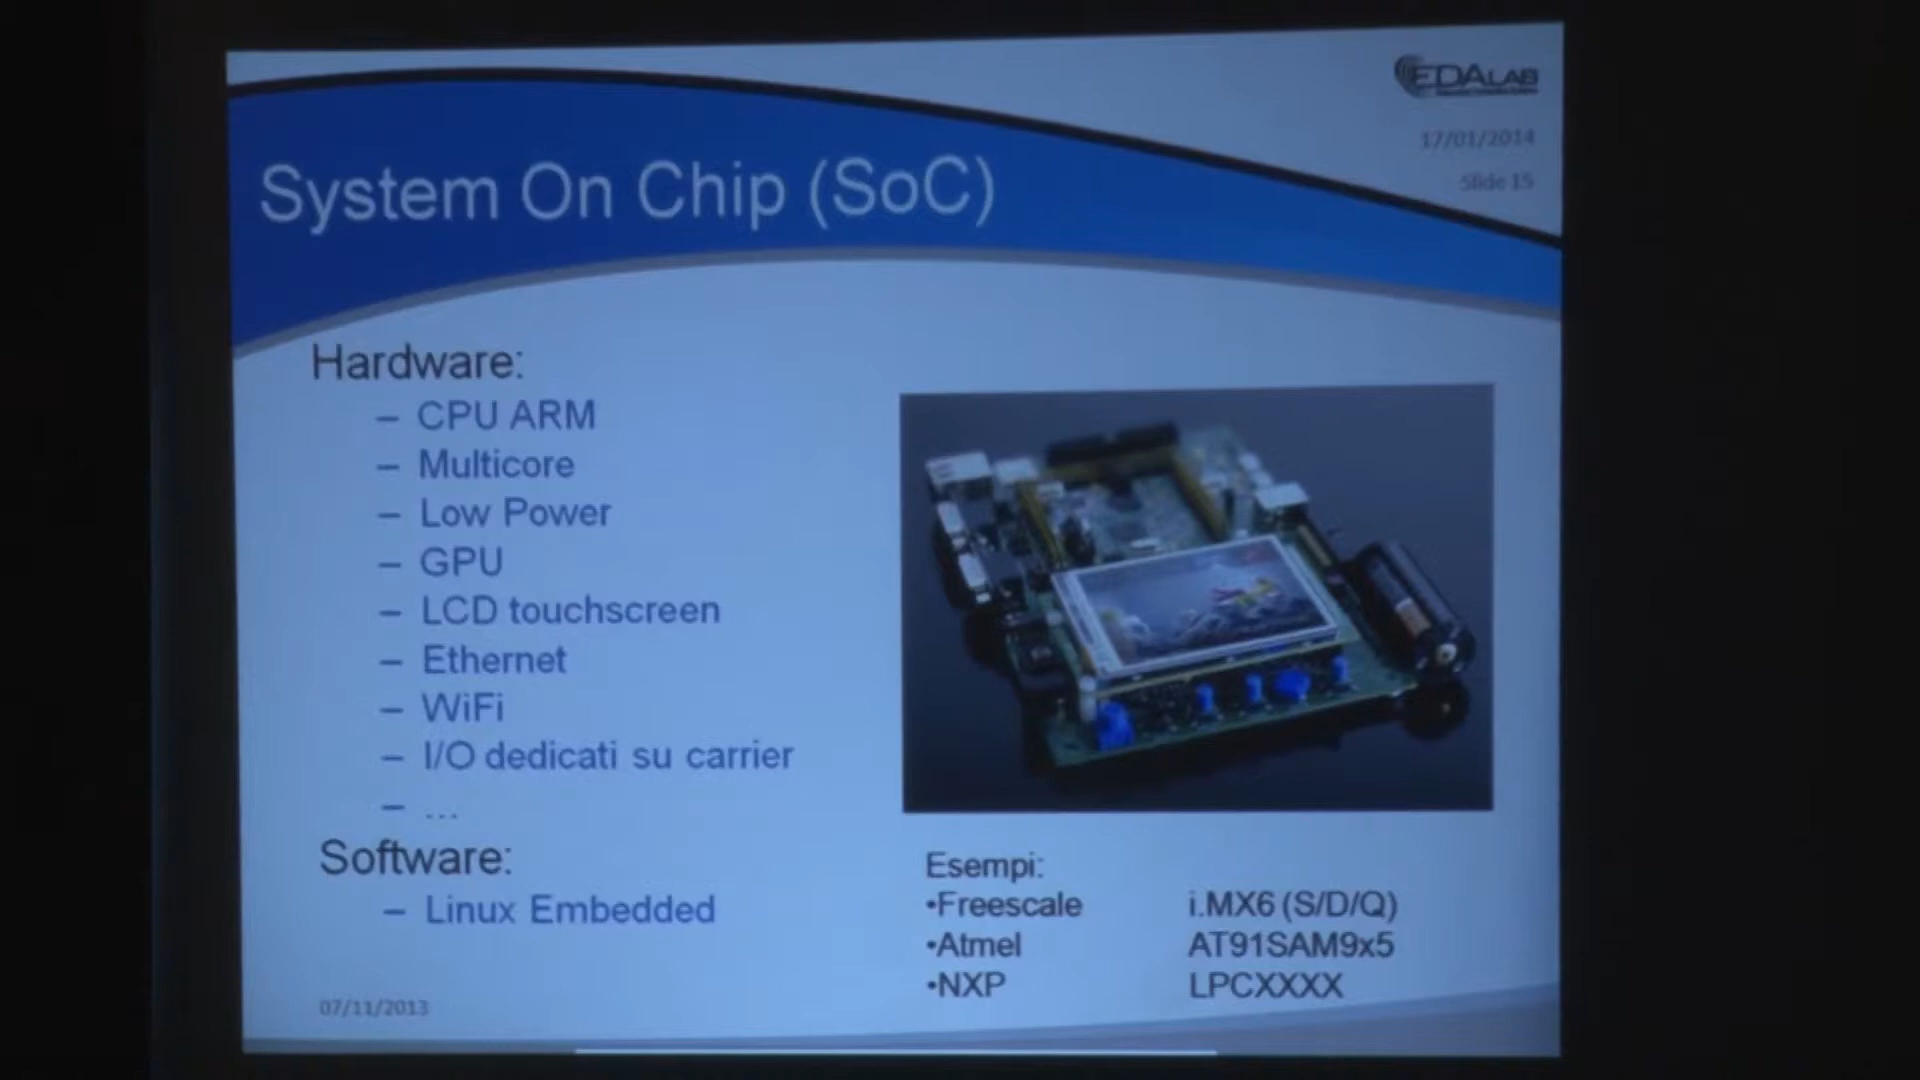 EDALAB
17/01/2014
Slide 15
System On Chip (SoC)
Hardware:
– CPU ARM
– Multicore
– Low Power
– GPU
– LCD touchscreen
– Ethernet
– WiFi
– I/O dedicati su carrier
– ...
Software:
– Linux Embedded
Esempi:
•Freescale i.MX6 (S/D/Q)
•Atmel AT91SAM9x5
•NXP LPCXXXX
07/11/2013